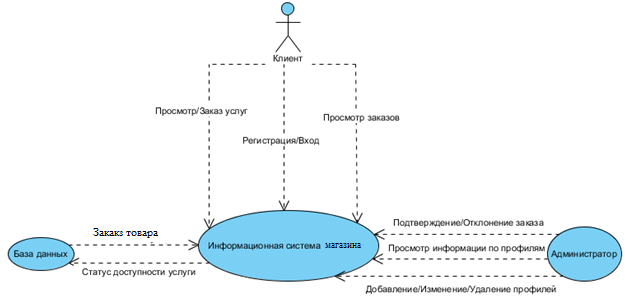 Клиент
Просмотр/Заказ услуг
Просмотр заказов
Регистрация/Вход
Закакз товара
Подтверждение/Отклонение заказа
База данных
Информационная система магазина
Просмотр информации по профилям
Администратор
Статус доступности услуги
Добавление/Изменение/Удаление профилей